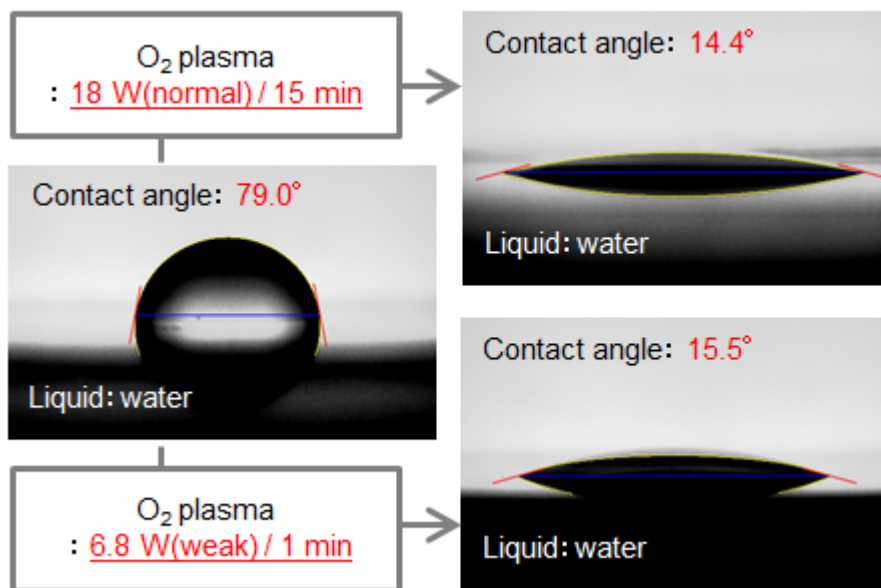 O₂ plasma
: 18 W(normal) / 15 min
Contact angle: 14.4°
Liquid: water
Contact angle: 79.0°
Liquid: water
Contact angle: 15.5°
Liquid: water
O₂ plasma
: 6.8 W(weak) / 1 min